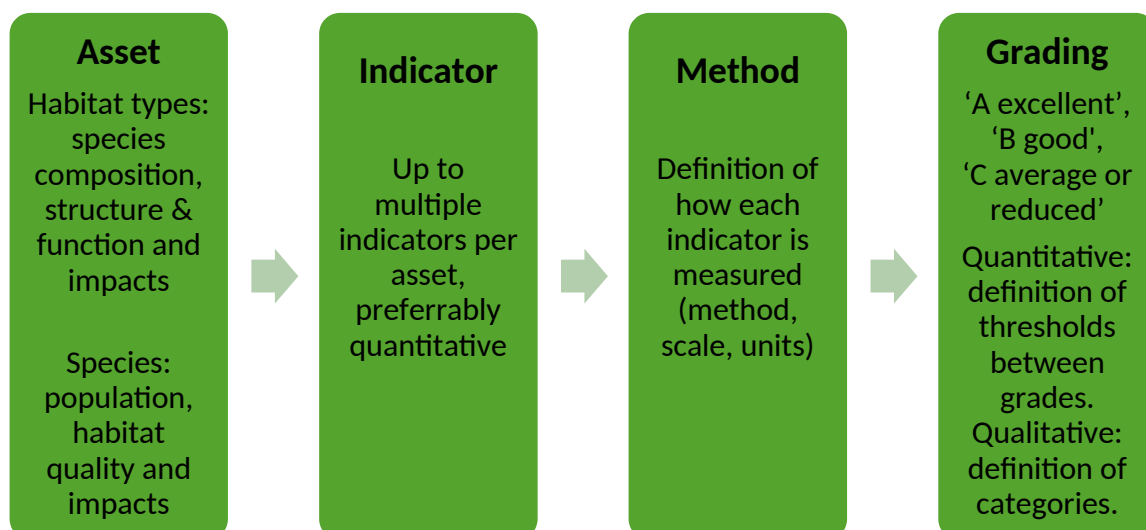 Asset
Habitat types:
species
composition,
structure &
function and
impacts
Species:
population,
habitat
quality and
impacts
Indicator
Up to
multiple
indicators per
asset,
preferrably
quantitative
Method
Definition of
how each
indicator is
measured
(method,
scale, units)
Grading
‘A excellent’,
‘B good',
‘C average or
reduced’
Quantitative:
definition of
thresholds
between
grades.
Qualitative:
definition of
categories.